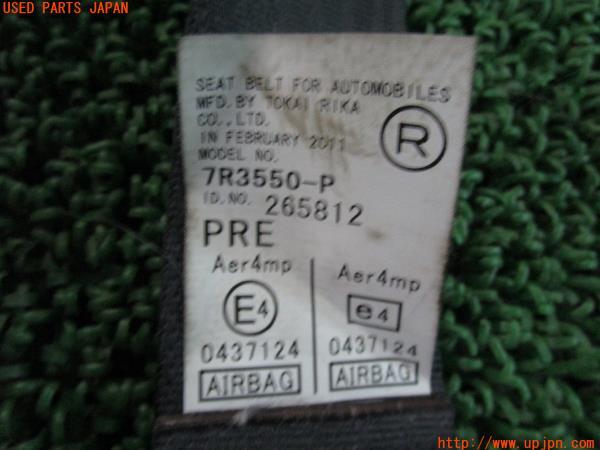 USED PARTS JAPAN
SEAT BELT FOR AUTOMOBILES
MFD. BY TOKAI RIKA
CO., LTD.
IN FEBRUARY 2011
MODEL NO.
7R3550-P
ID.NO. 265812
R
PRE
Aer4mp
E4
0437124
AIRBAG
Aer4mp
e4
0437124
AIRBAG
http://www.upjpn.com/